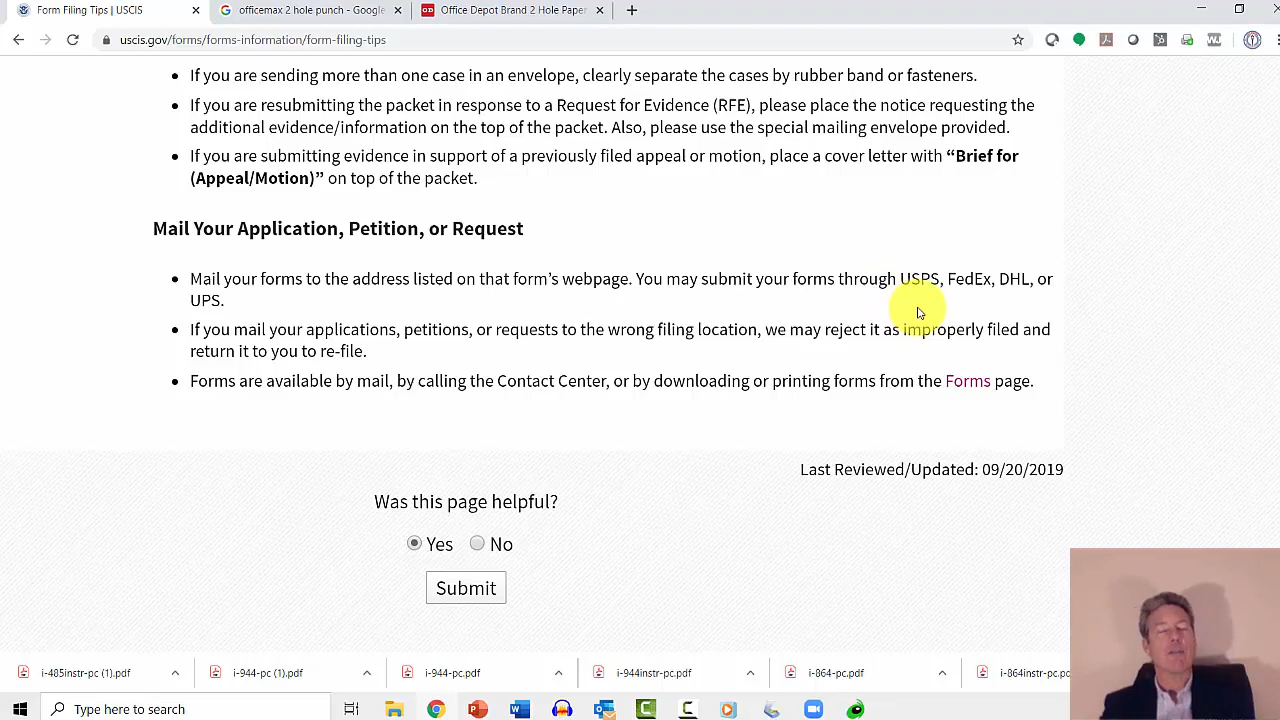 Form Filing Tips | USCIS
officemax 2 hole punch - Google
OD
Office Depot Brand 2 Hole Paper
uscis.gov/forms/forms-information/form-filing-tips
• If you are sending more than one case in an envelope, clearly separate the cases by rubber band or fasteners.
• If you are resubmitting the packet in response to a Request for Evidence (RFE), please place the notice requesting the
additional evidence/information on the top of the packet. Also, please use the special mailing envelope provided.
• If you are submitting evidence in support of a previously filed appeal or motion, place a cover letter with “Brief for
(Appeal/Motion)” on top of the packet.
Mail Your Application, Petition, or Request
• Mail your forms to the address listed on that form’s webpage. You may submit your forms through USPS, FedEx, DHL, or
UPS.
• If you mail your applications, petitions, or requests to the wrong filing location, we may reject it as improperly filed and
return it to you to re-file.
• Forms are available by mail, by calling the Contact Center, or by downloading or printing forms from the Forms page.
Last Reviewed/Updated: 09/20/2019
Was this page helpful?
Yes No
Submit
i-485instr-pc (1).pdf
i-944-pc (1).pdf
i-944-pc.pdf
i-944instr-pc.pdf
i-864-pc.pdf
i-864instr-pc.pd
Type here to search